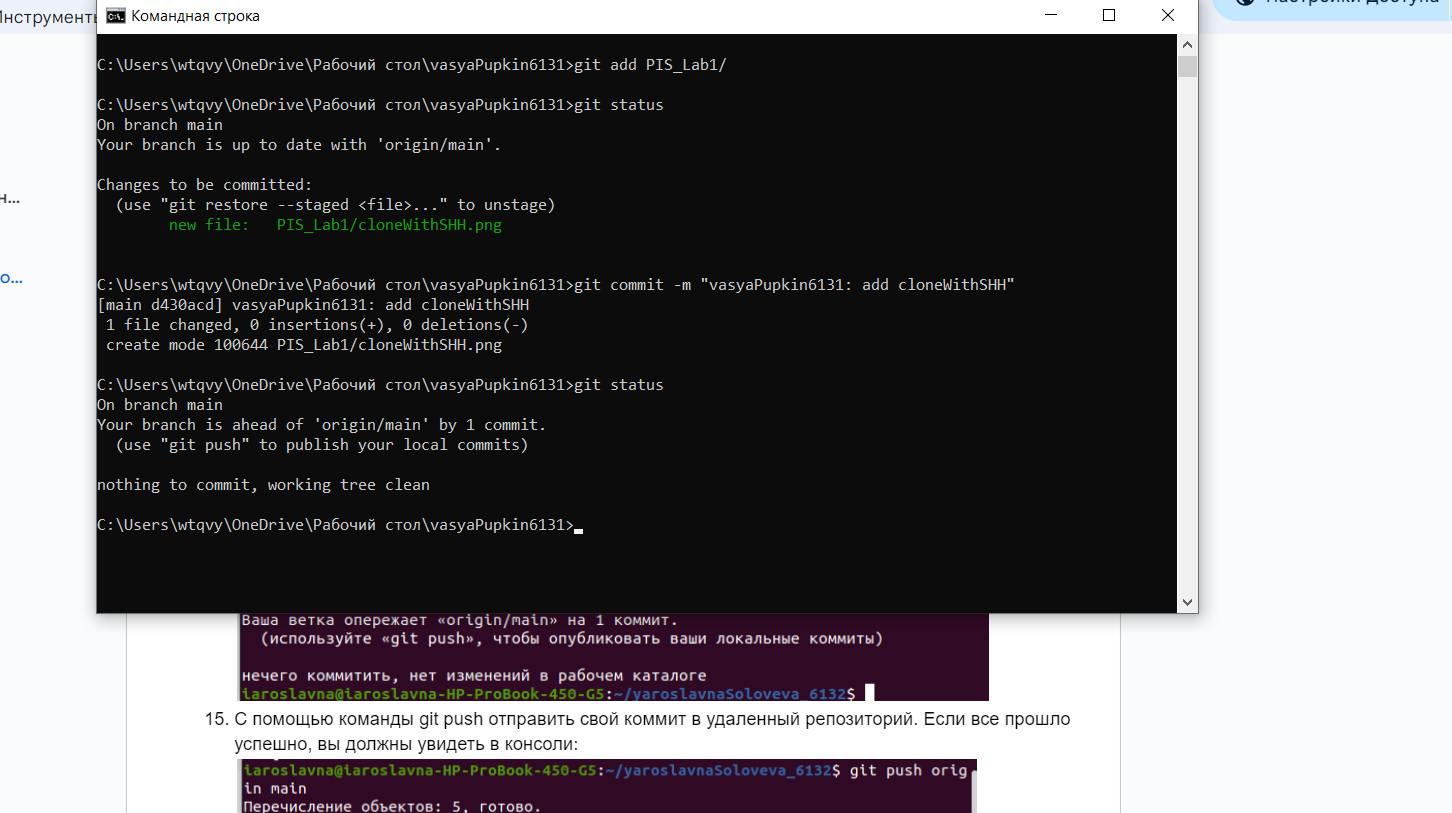 Инструменты
Командная строка
Настройки доступа
C:\Users\wtqvy\OneDrive\Рабочий стол\vasyaPupkin6131>git add PIS_Lab1/
C:\Users\wtqvy\OneDrive\Рабочий стол\vasyaPupkin6131>git status
On branch main
Your branch is up to date with 'origin/main'.
Changes to be committed:
(use "git restore --staged <file>..." to unstage)
new file:   PIS_Lab1/cloneWithSHH.png
н...
о...
C:\Users\wtqvy\OneDrive\Рабочий стол\vasyaPupkin6131>git commit -m "vasyaPupkin6131: add cloneWithSHH"
[main d430acd] vasyaPupkin6131: add cloneWithSHH
1 file changed, 0 insertions(+), 0 deletions(-)
create mode 100644 PIS_Lab1/cloneWithSHH.png
C:\Users\wtqvy\OneDrive\Рабочий стол\vasyaPupkin6131>git status
On branch main
Your branch is ahead of 'origin/main' by 1 commit.
(use "git push" to publish your local commits)
nothing to commit, working tree clean
C:\Users\wtqvy\OneDrive\Рабочий стол\vasyaPupkin6131>
Ваша ветка опережает «origin/main» на 1 коммит.
(используйте «git push», чтобы опубликовать ваши локальные коммиты)
нечего коммитить, нет изменений в рабочем каталоге
iaroslavna@iaroslavna-HP-ProBook-450-G5:~/yaroslavnaSoloveva_6132$
15. С помощью команды git push отправить свой коммит в удаленный репозиторий. Если все прошло
успешно, вы должны увидеть в консоли:
iaroslavna@iaroslavna-HP-ProBook-450-G5:~/yaroslavnaSoloveva_6132$ git push orig
in main
Перечисление объектов: 5, готово.